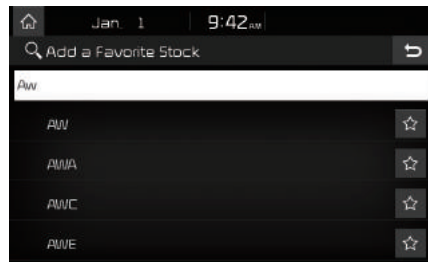 Jan. 1 9:42 AM
Add a Favorite Stock
Aw
AW
AWA
AWC
AWE